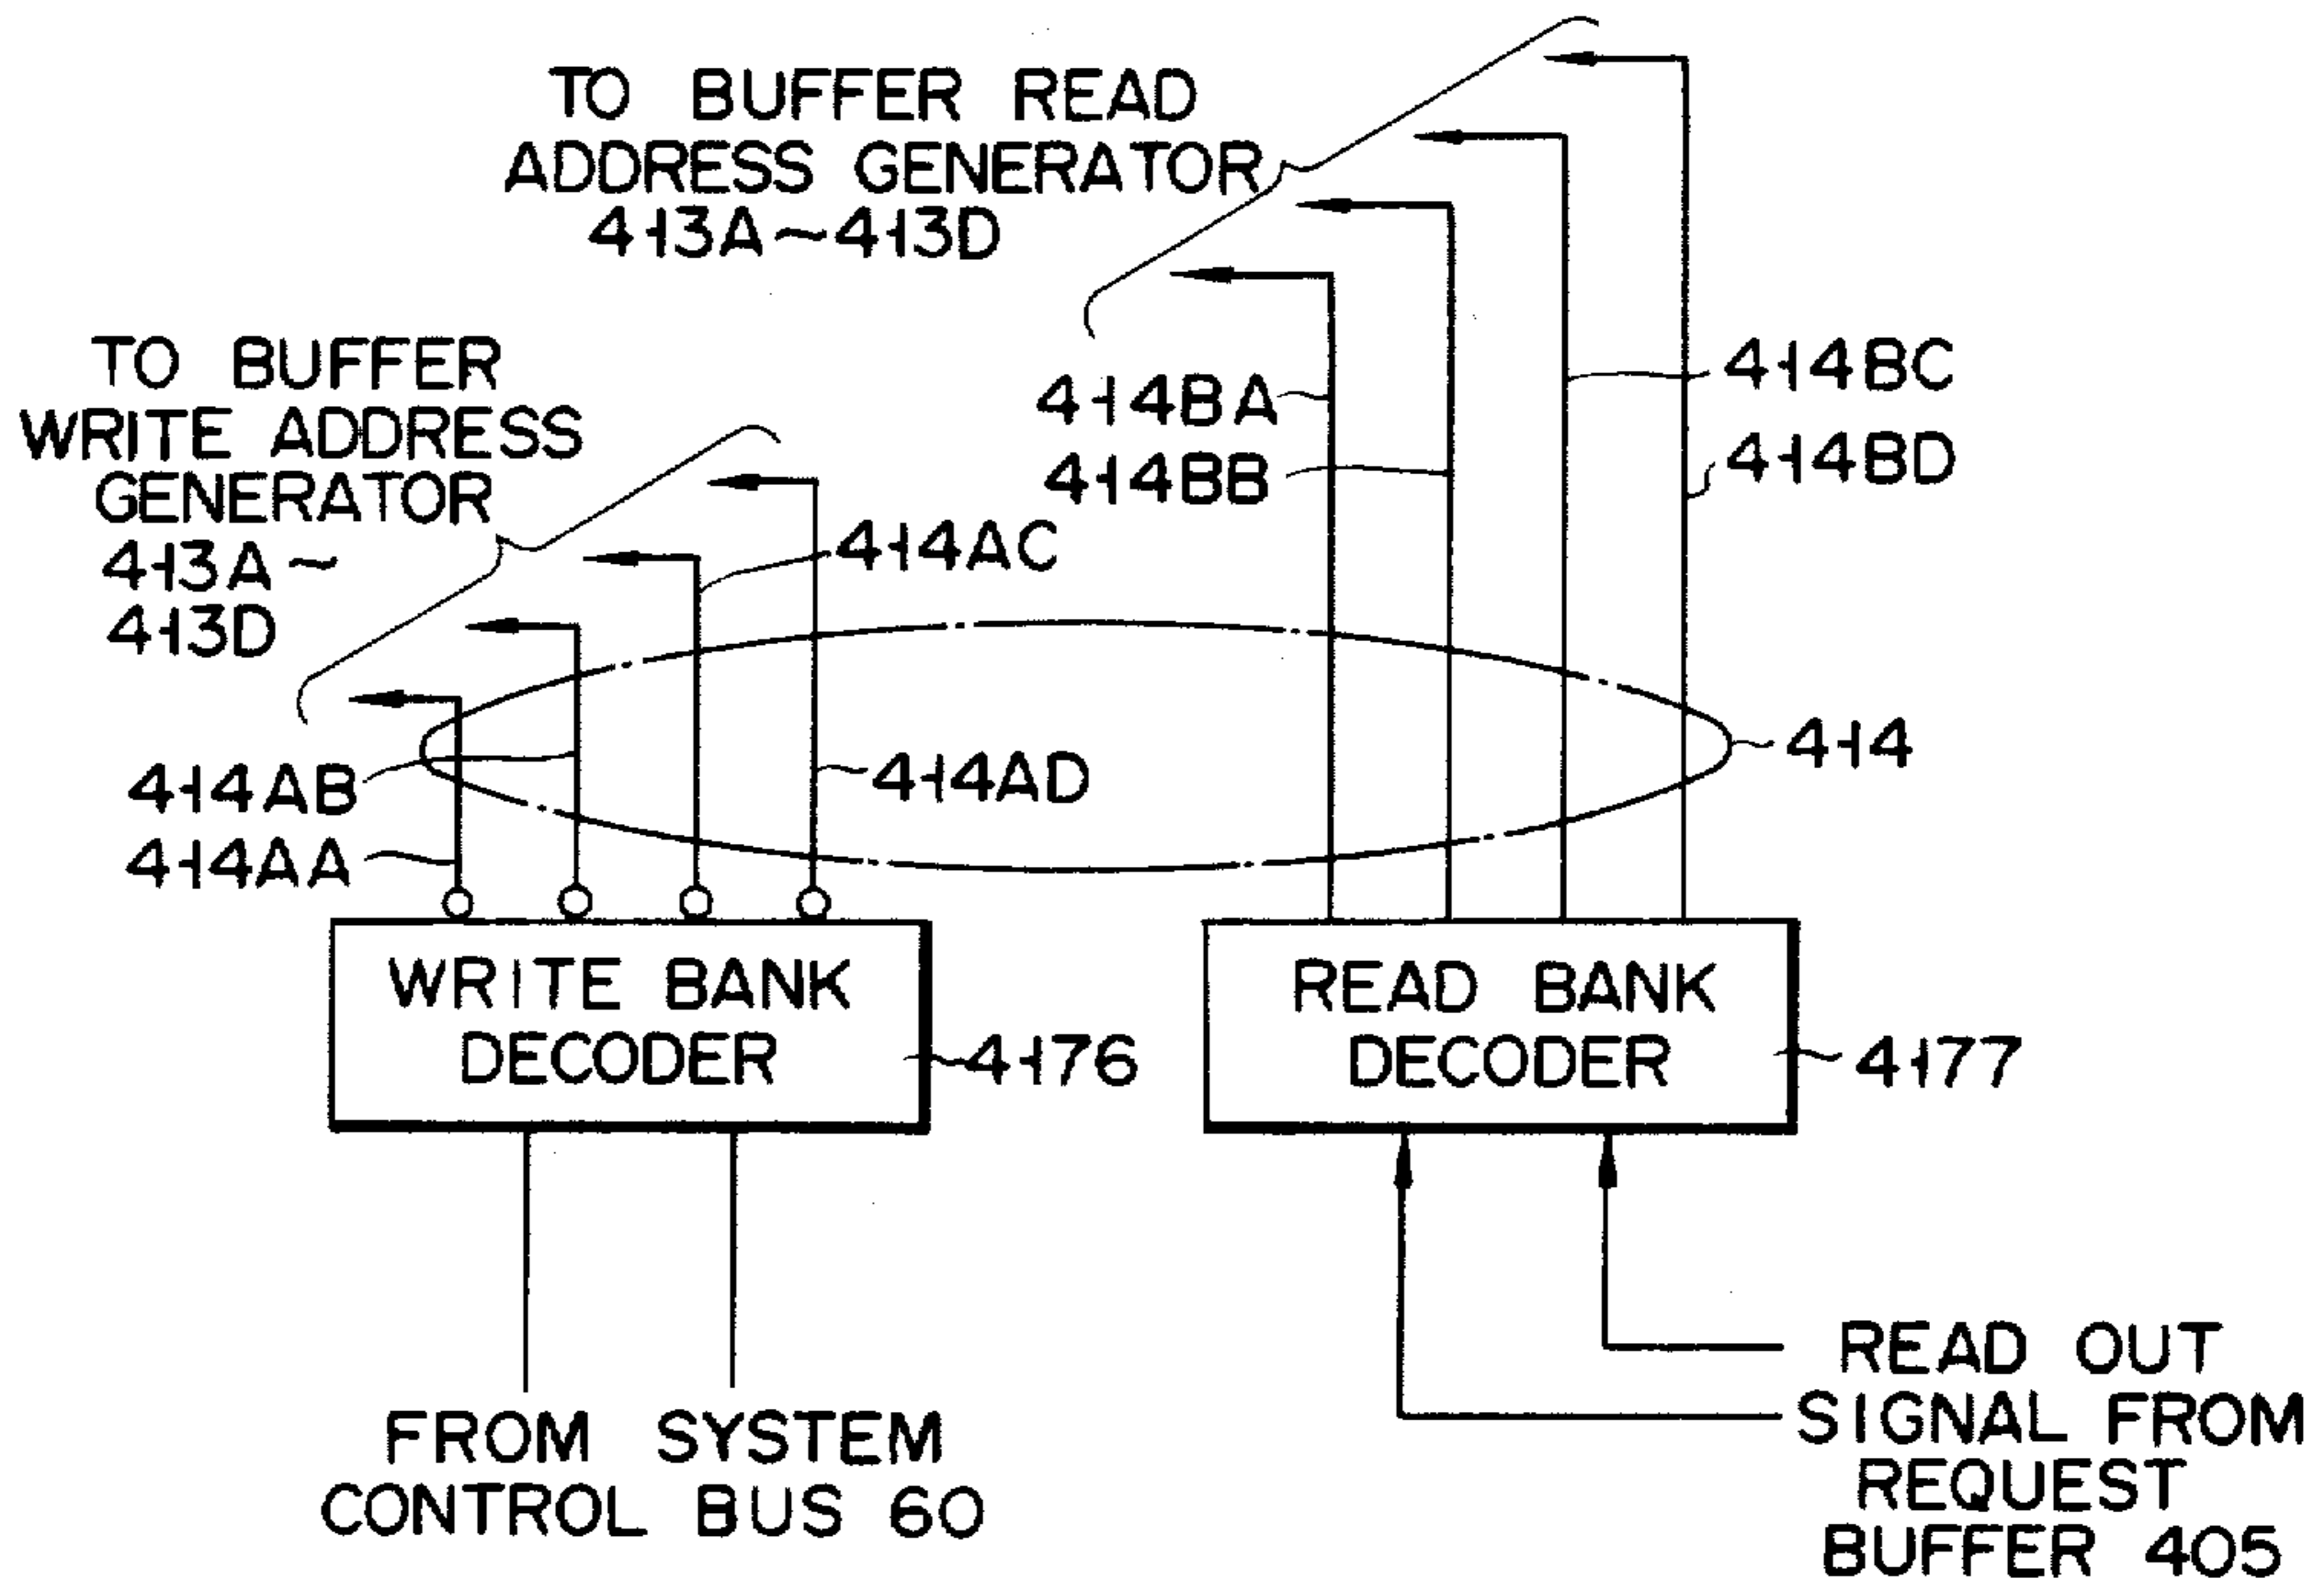 TO BUFFER READ
ADDRESS GENERATOR
413A~413D
TO BUFFER
WRITE ADDRESS
GENERATOR
413A~
413D
414BA
414BB
414BC
414BD
414AC
414AB
414AA
414AD
414
WRITE BANK
DECODER
4176
READ BANK
DECODER
4177
FROM SYSTEM
CONTROL BUS 60
READ OUT
SIGNAL FROM
REQUEST
BUFFER 405